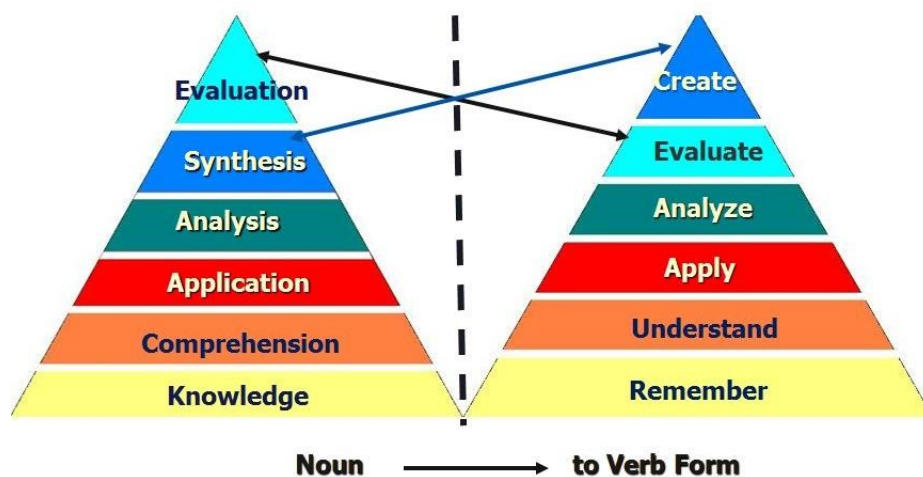 Evaluation
Synthesis
Analysis
Application
Comprehension
Knowledge
Create
Evaluate
Analyze
Apply
Understand
Remember
Noun to Verb Form